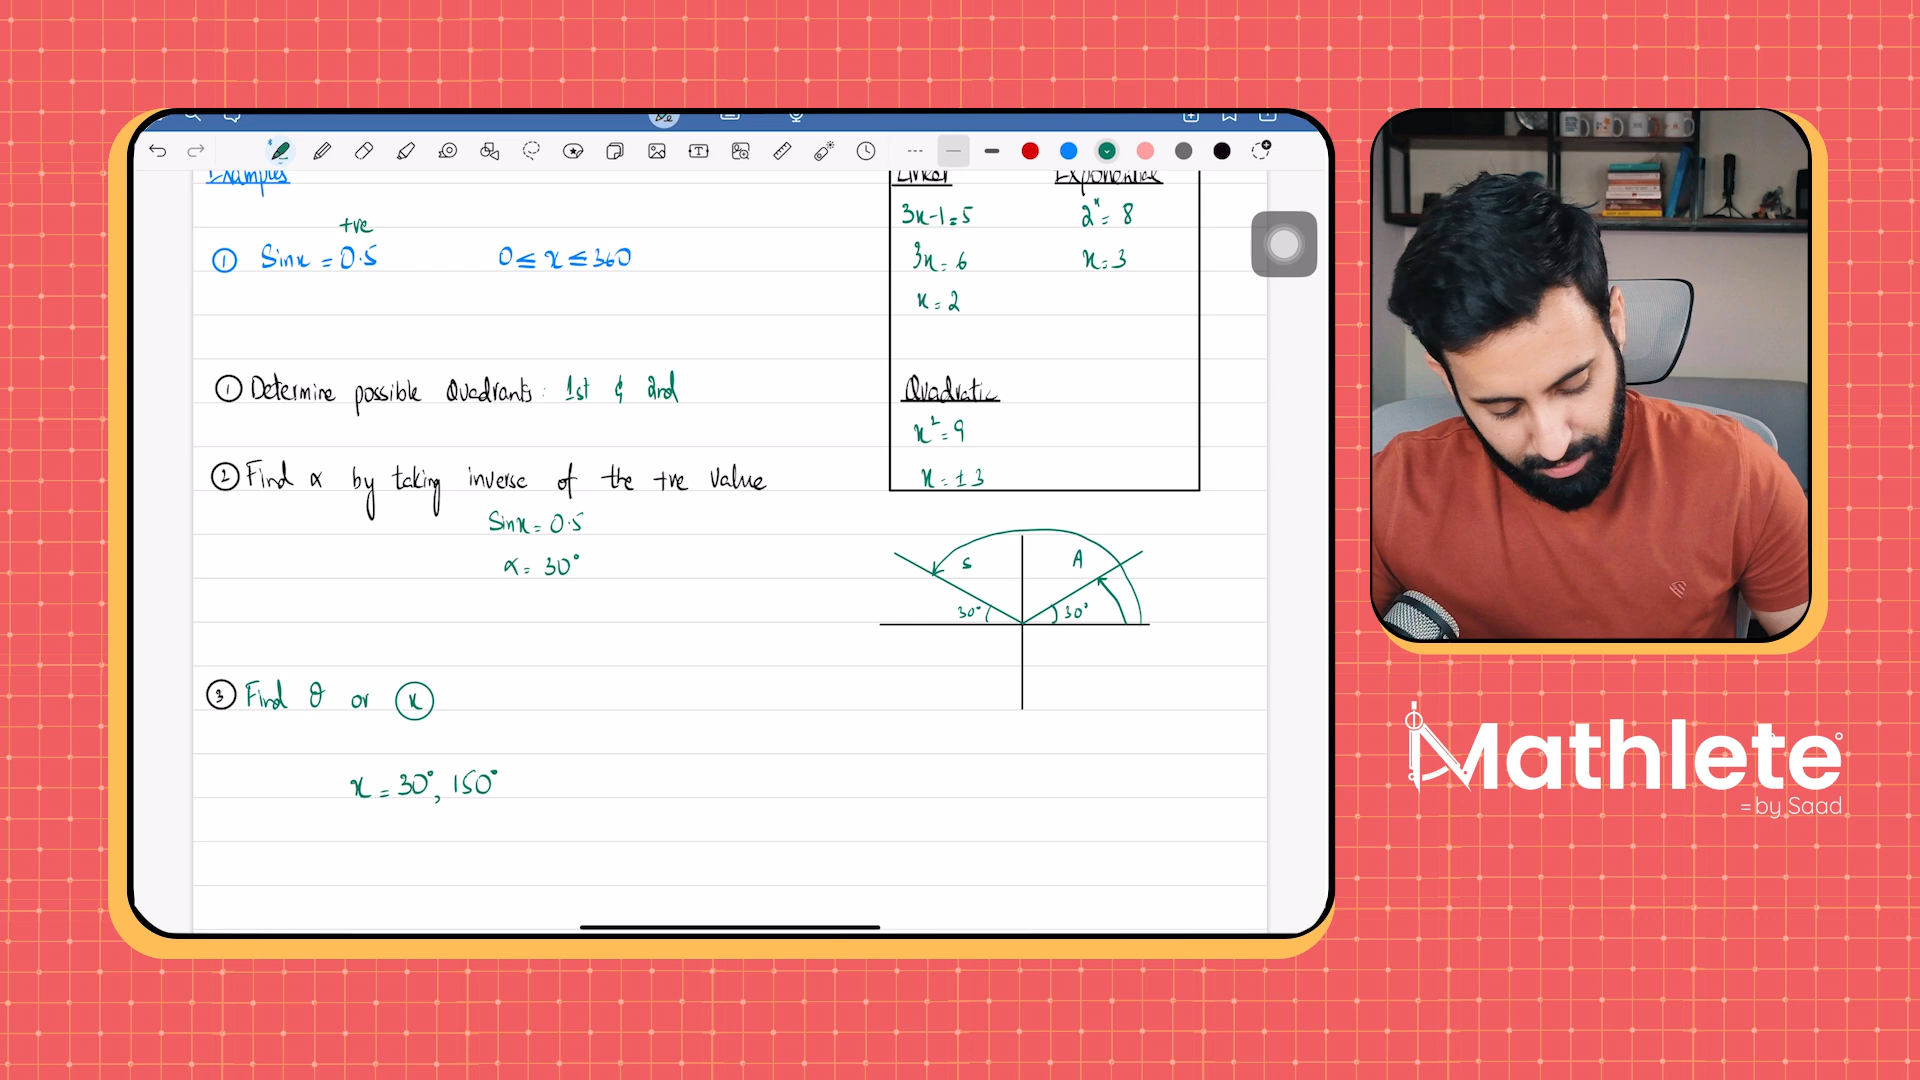 Examples
+ve
① Sinx = 0.5 0 ≤ x ≤ 360
① Determine possible Quadrants: 1st & 2nd
② Find α by taking inverse of the +ve value
Sinx = 0.5
α = 30°
③ Find θ or x
x = 30°, 150°
Linear
3x-1=5
3x = 6
x = 2
Exponential
2ˣ = 8
x = 3
Quadratic
x² = 9
x = ±3
S A
30° 30°
Mathlete
= by Saad